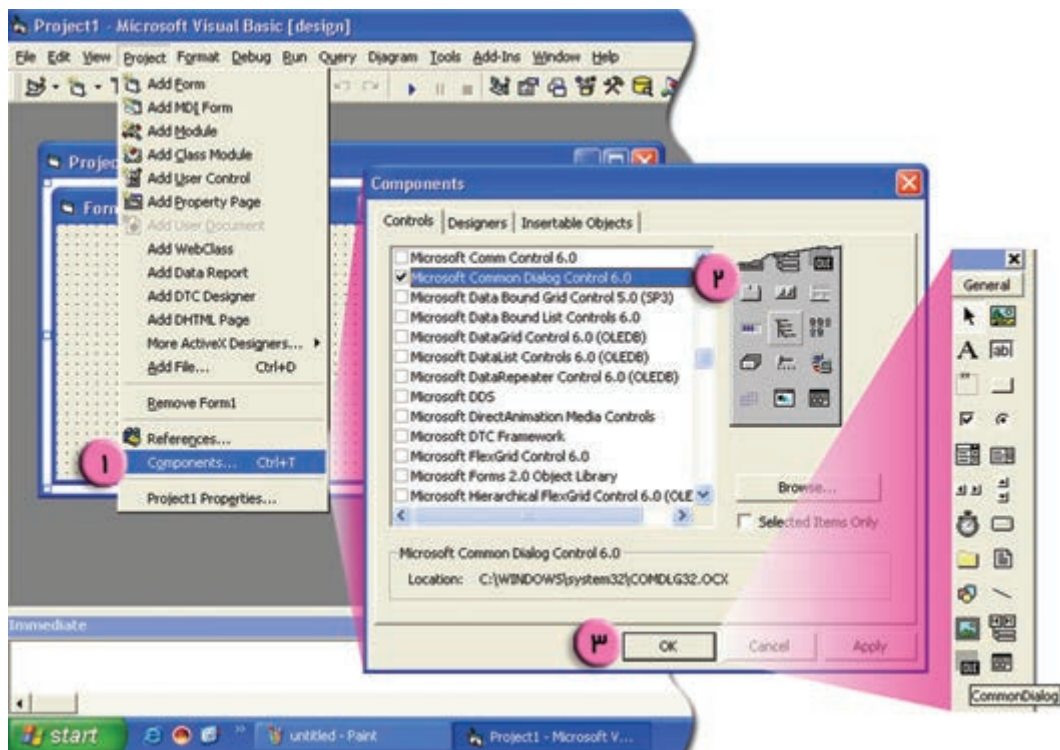 Project1 - Microsoft Visual Basic [design]
File Edit View Project Format Debug Run Query Diagram Tools Add-Ins Window Help
Add Form
Add MDI Form
Add Module
Add Class Module
Add User Control
Add Property Page
Add User Document
Add WebClass
Add Data Report
Add DTC Designer
Add DHTML Page
More ActiveX Designers...
Add File... Ctrl+D
Remove Form1
References...
۱
Components... Ctrl+T
Project1 Properties...
Projec
Form
Components
Controls Designers Insertable Objects
Microsoft Comm Control 6.0
Microsoft Common Dialog Control 6.0
۲
Microsoft Data Bound Grid Control 5.0 (SP3)
Microsoft Data Bound List Controls 6.0
Microsoft DataGrid Control 6.0 (OLEDB)
Microsoft DataList Controls 6.0 (OLEDB)
Microsoft DataRepeater Control 6.0 (OLEDB)
Microsoft DDS
Microsoft DirectAnimation Media Controls
Microsoft DTC Framework
Microsoft FlexGrid Control 6.0
Microsoft Forms 2.0 Object Library
Microsoft Hierarchical FlexGrid Control 6.0 (OLE
Browse...
Selected Items Only
Microsoft Common Dialog Control 6.0
Location: C:\WINDOWS\system32\COMDLG32.OCX
۳
OK Cancel Apply
General
A ab|
CommonDialog
Immediate
start untitled - Paint Project1 - Microsoft V...